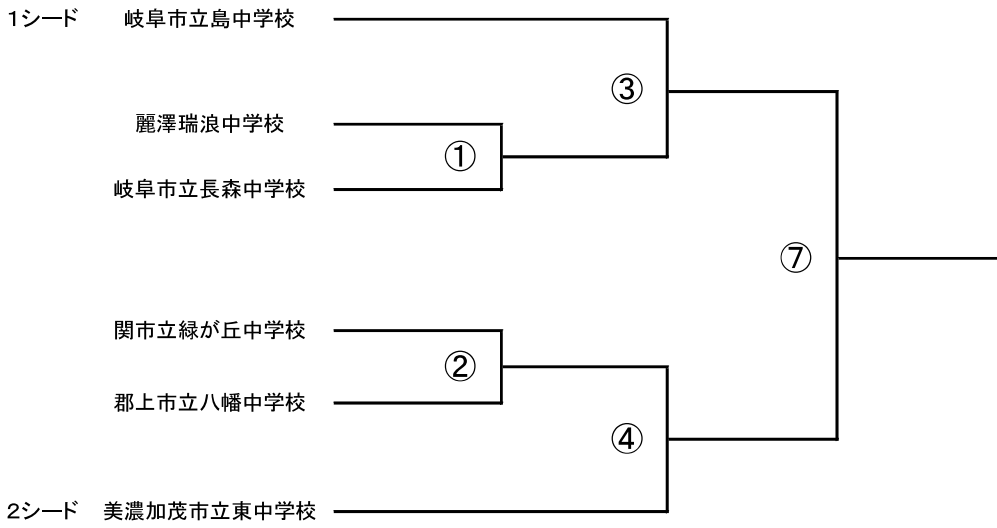 1シード 岐阜市立島中学校
③
麗澤瑞浪中学校
①
岐阜市立長森中学校
⑦
関市立緑が丘中学校
②
郡上市立八幡中学校
④
2シード 美濃加茂市立東中学校